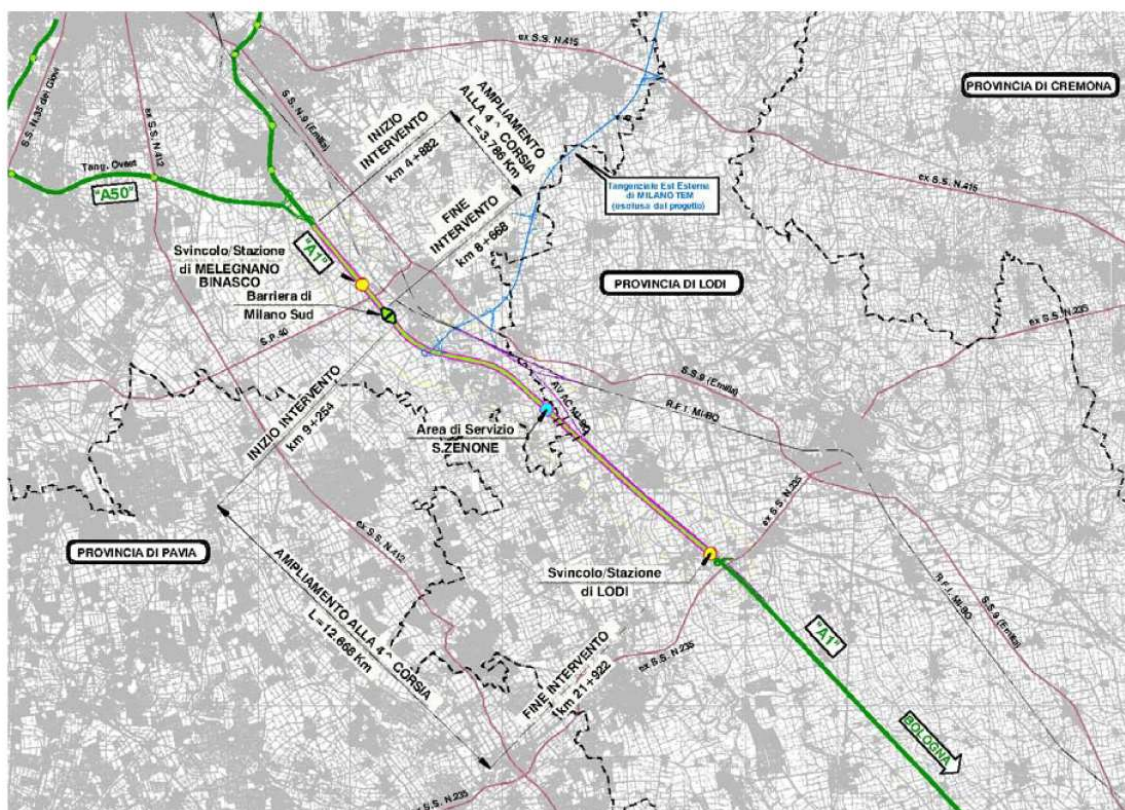 ex S.S. N.415
PROVINCIA DI CREMONA
S.S. N.35 dei Giovi
ex S.S. N.412
S.S. N.9 (Emilia)
INIZIO
INTERVENTO
km 4+882
AMPLIAMENTO
ALLA 4^ CORSIA
L=3.786 Km
Tang. Ovest
"A50"
Tangenziale Est Esterna
di MILANO TEM
(esclusa dal progetto)
ex S.S. N.415
FINE
INTERVENTO
km 8+668
"A1"
Svincolo/Stazione
di MELEGNANO
BINASCO
Barriera di
Milano Sud
PROVINCIA DI LODI
S.P. 40
ex S.S. N.235
S.S.9 (Emilia)
AV/AC MI-BO
R.F.I. MI-BO
INIZIO INTERVENTO
km 9+254
Area di Servizio
S.ZENONE
ex S.S. N.235
PROVINCIA DI PAVIA
ex S.S. N.412
Svincolo/Stazione
di LODI
AMPLIAMENTO ALLA 4^ CORSIA
L=12.668 Km
R.F.I. MI-BO
S.S.9 (Emilia)
"A1"
FINE INTERVENTO
km 21+922
ex S.S. N.235
BOLOGNA
ex S.S. N.235